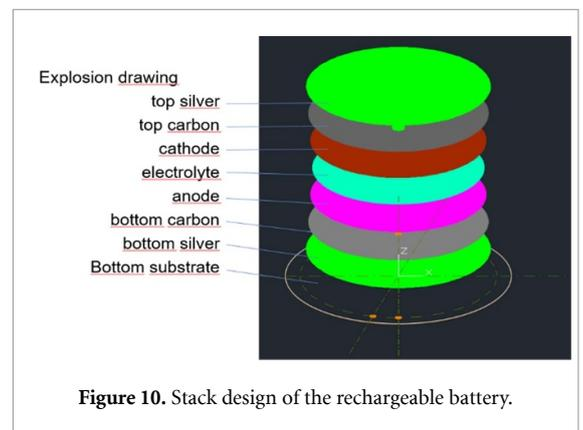 Explosion drawing
top silver
top carbon
cathode
electrolyte
anode
bottom carbon
bottom silver
Bottom substrate
Z
X
Figure 10. Stack design of the rechargeable battery.